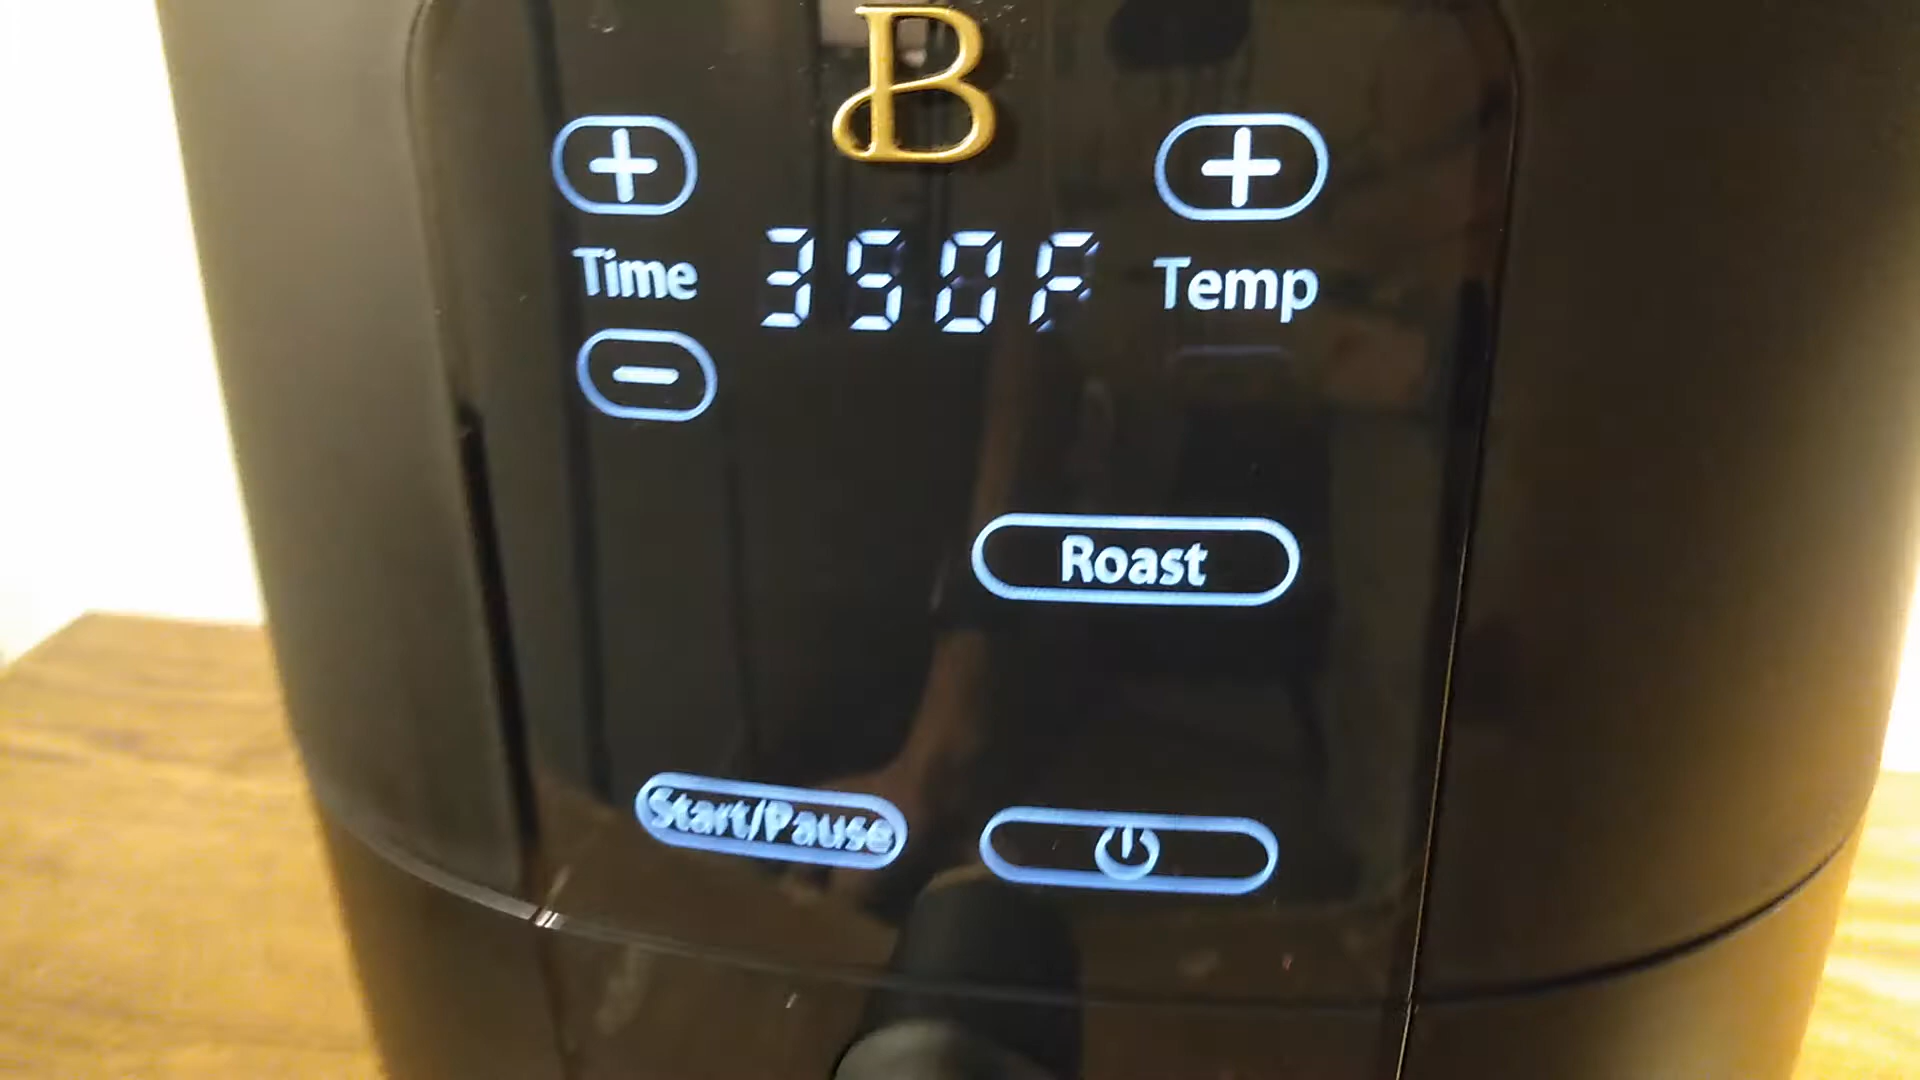 B
+ +
Time 350F Temp
-
Roast
Start/Pause